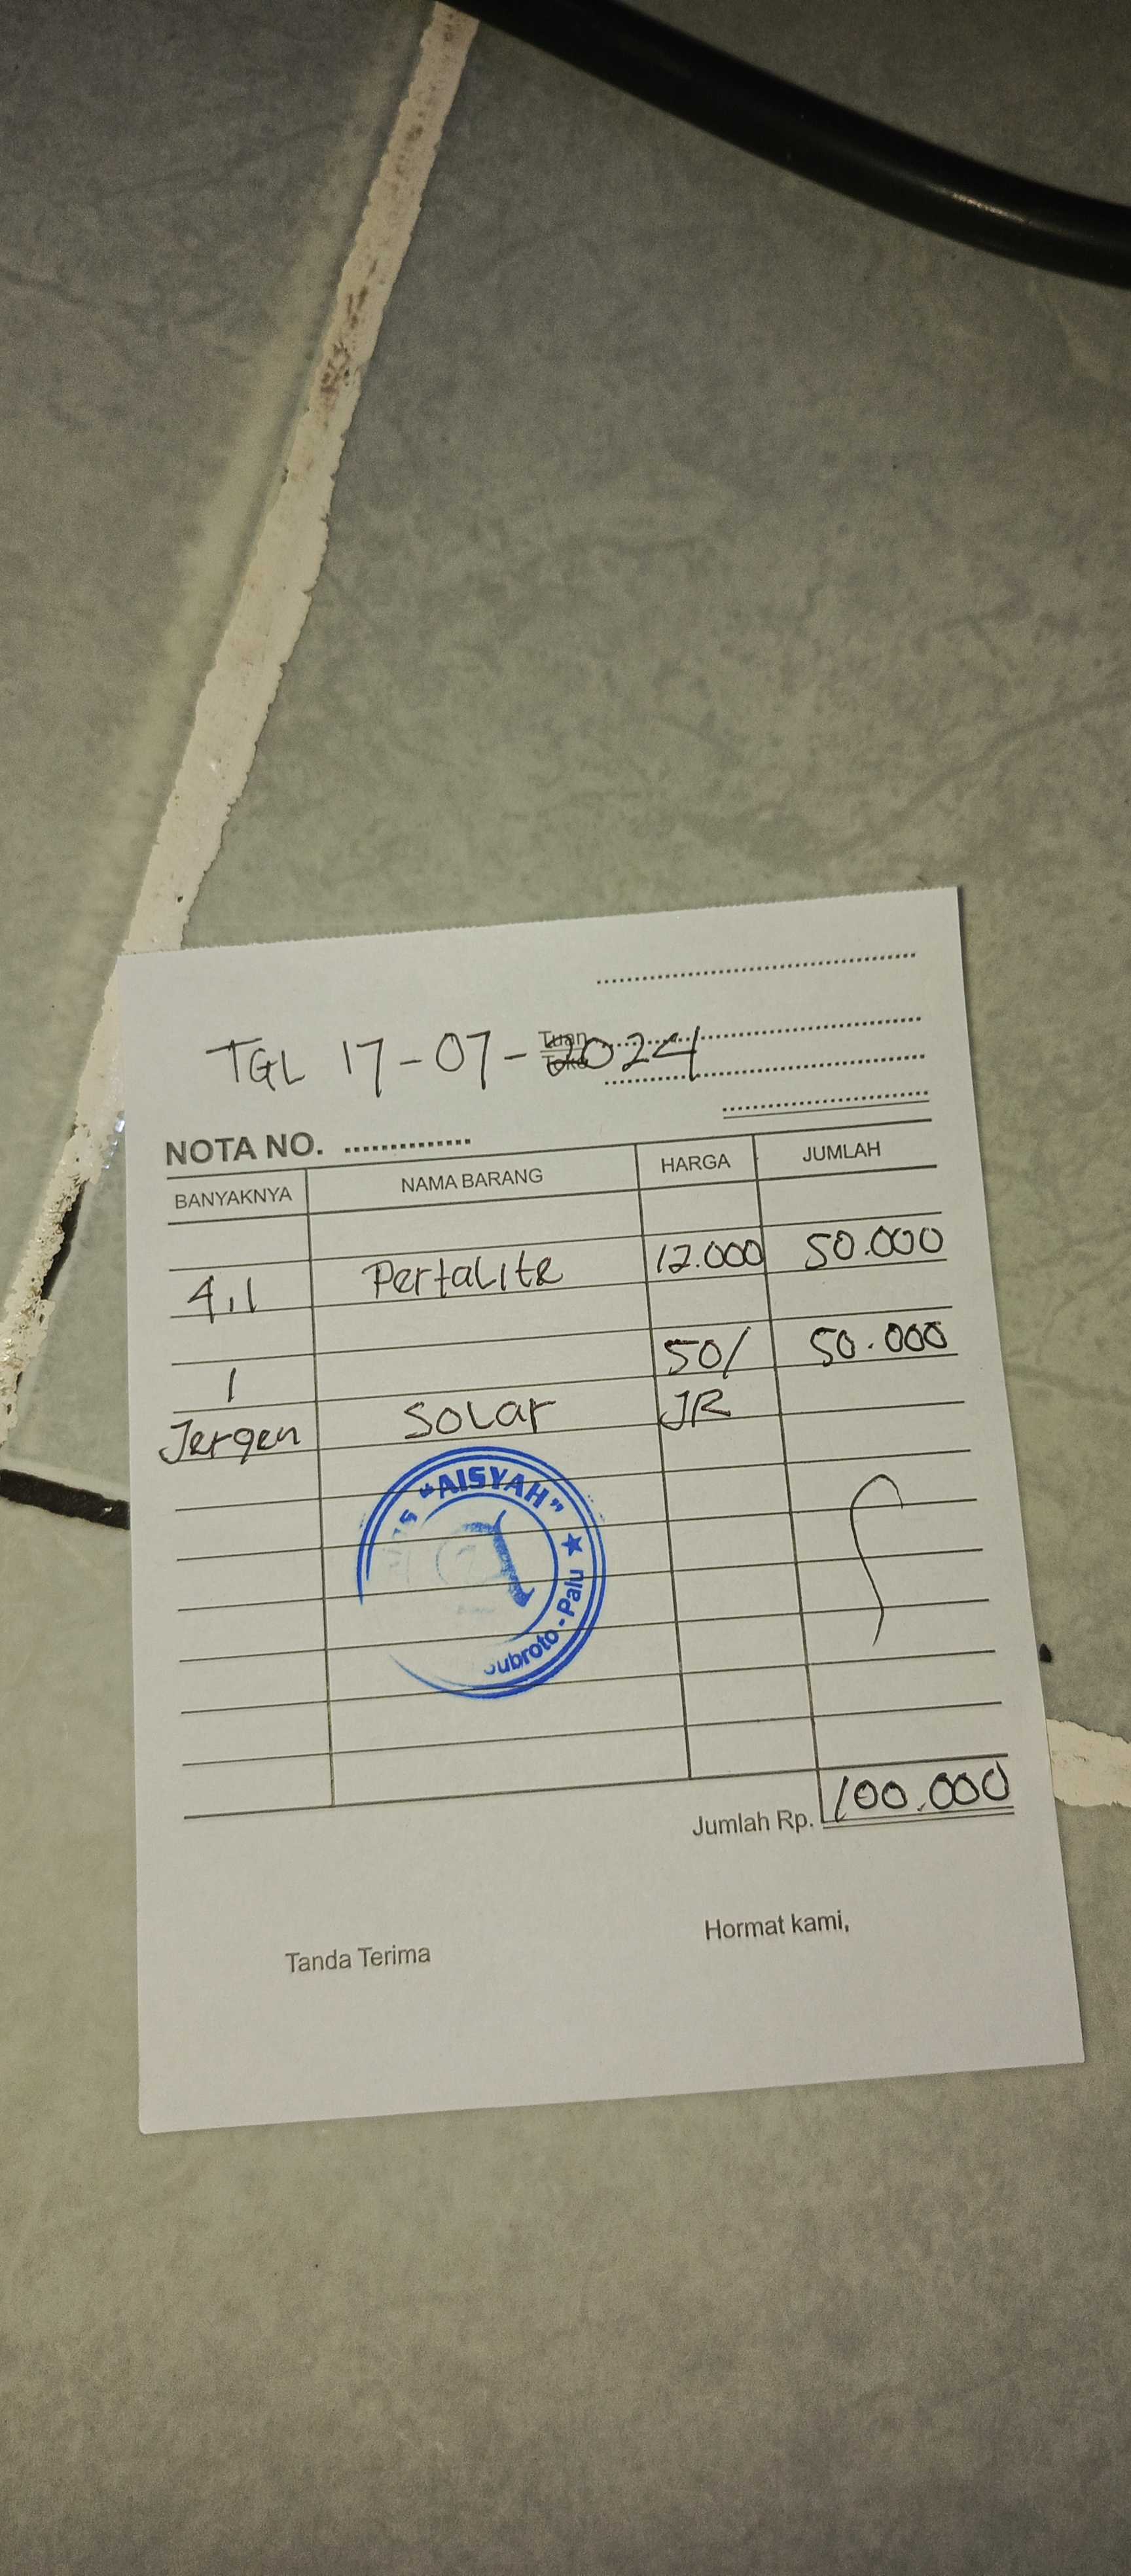 TGL 17-07-2024
Tuan
Toko
NOTA NO. ..............
BANYAKNYA NAMA BARANG HARGA JUMLAH
4,1 Pertalite 12.000 50.000
1 50/ 50.000
Jergen Solar JR
"AISYAH"
Subroto - Palu
Jumlah Rp. 100.000
Tanda Terima Hormat kami,